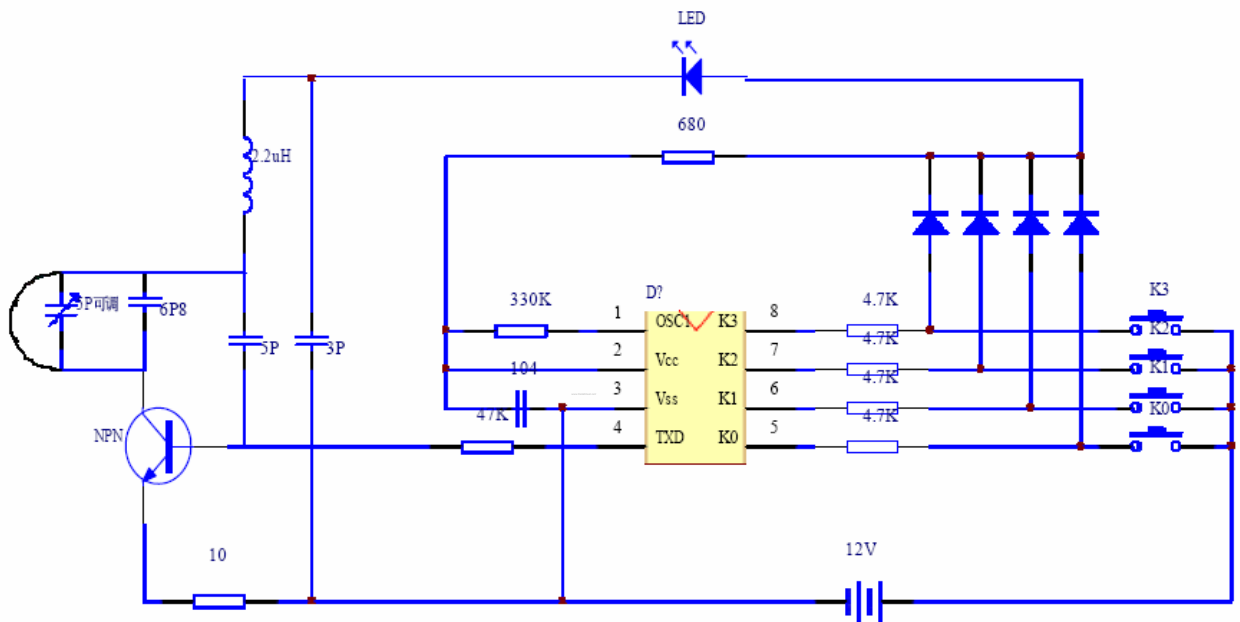 LED
680
2.2uH
5P可调
6P8
5P
3P
D?
330K
1
OSC1
K3
8
4.7K
K3
2
Vcc
K2
7
4.7K
K2
104
3
Vss
K1
6
4.7K
K1
47K
4
TXD
K0
5
4.7K
K0
NPN
10
12V